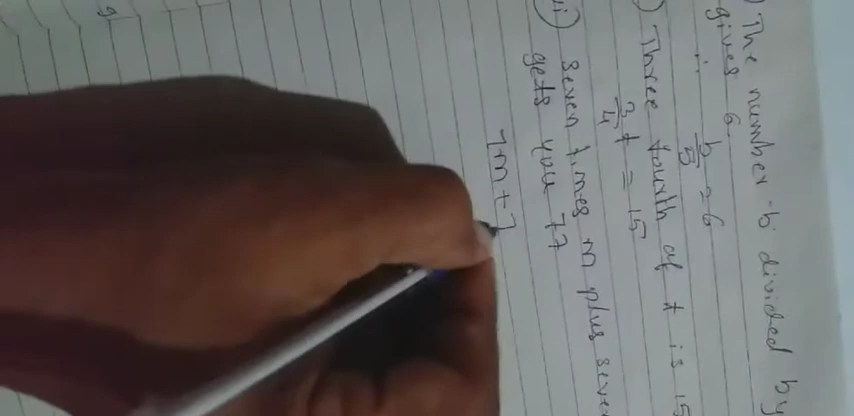 The number b divided by
gives 6
∴ b/5 = 6
Three fourth of t is 15
3/4 t = 15
vi) seven times m plus seven
gets you 77
7m + 7